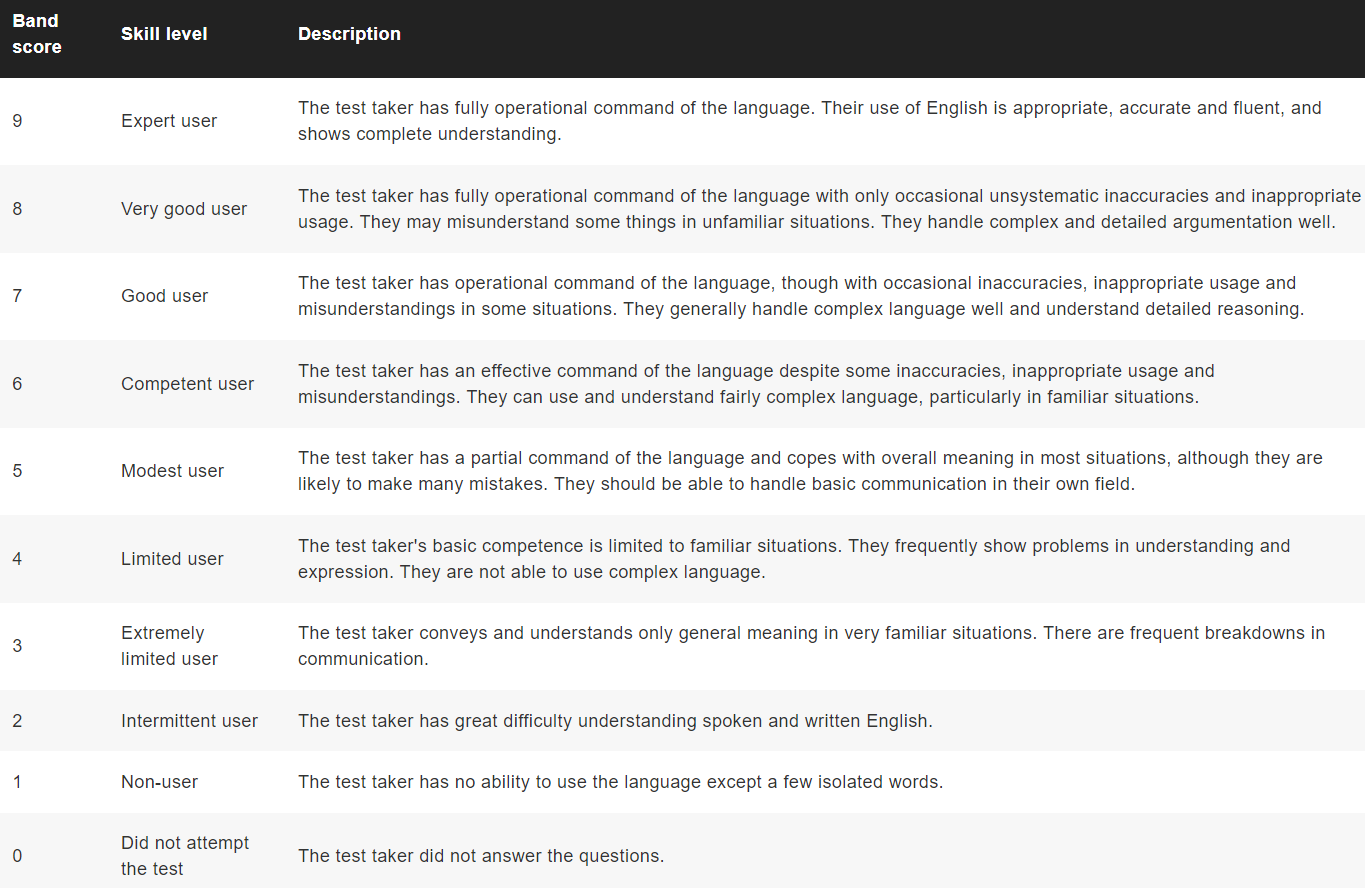 Band score Skill level Description
9 Expert user The test taker has fully operational command of the language. Their use of English is appropriate, accurate and fluent, and
shows complete understanding.
8 Very good user The test taker has fully operational command of the language with only occasional unsystematic inaccuracies and inappropriate
usage. They may misunderstand some things in unfamiliar situations. They handle complex and detailed argumentation well.
7 Good user The test taker has operational command of the language, though with occasional inaccuracies, inappropriate usage and
misunderstandings in some situations. They generally handle complex language well and understand detailed reasoning.
6 Competent user The test taker has an effective command of the language despite some inaccuracies, inappropriate usage and
misunderstandings. They can use and understand fairly complex language, particularly in familiar situations.
5 Modest user The test taker has a partial command of the language and copes with overall meaning in most situations, although they are
likely to make many mistakes. They should be able to handle basic communication in their own field.
4 Limited user The test taker's basic competence is limited to familiar situations. They frequently show problems in understanding and
expression. They are not able to use complex language.
3 Extremely limited user The test taker conveys and understands only general meaning in very familiar situations. There are frequent breakdowns in
communication.
2 Intermittent user The test taker has great difficulty understanding spoken and written English.
1 Non-user The test taker has no ability to use the language except a few isolated words.
0 Did not attempt the test The test taker did not answer the questions.